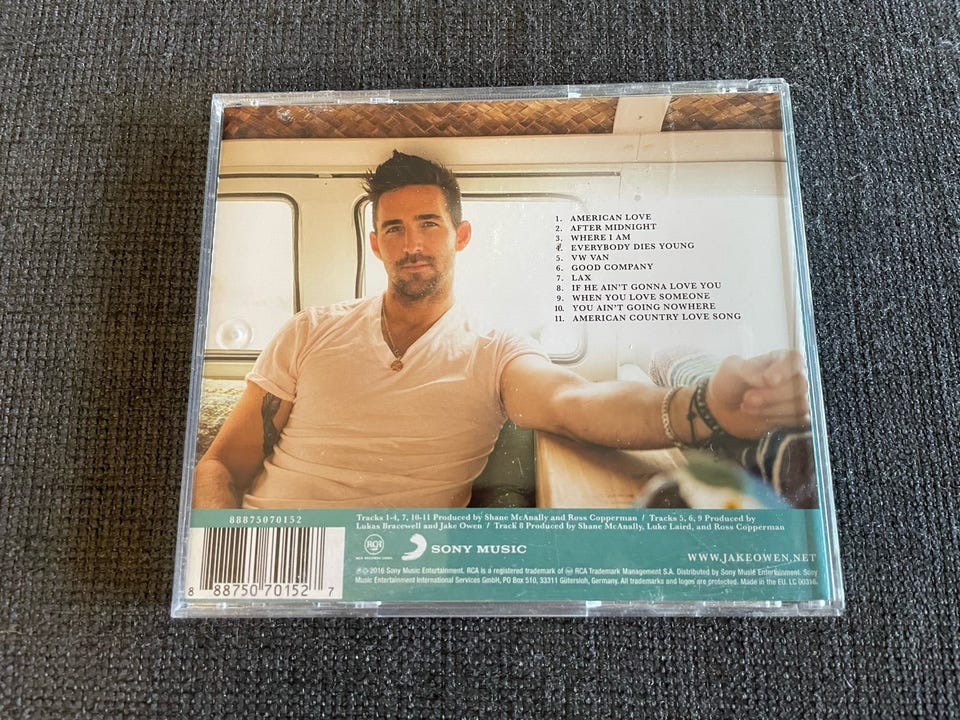 1. AMERICAN LOVE
2. AFTER MIDNIGHT
3. WHERE I AM
4. EVERYBODY DIES YOUNG
5. VW VAN
6. GOOD COMPANY
7. LAX
8. IF HE AIN'T GONNA LOVE YOU
9. WHEN YOU LOVE SOMEONE
10. YOU AIN'T GOING NOWHERE
11. AMERICAN COUNTRY LOVE SONG
88875070152
8 88750 70152 7
Tracks 1-4, 7, 10-11 Produced by Shane McAnally and Ross Copperman / Tracks 5, 6, 9 Produced by
Lukas Bracewell and Jake Owen / Track 8 Produced by Shane McAnally, Luke Laird, and Ross Copperman
RCA
SONY MUSIC
WWW.JAKEOWEN.NET
℗© 2016 Sony Music Entertainment. RCA is a registered trademark of RCA Trademark Management S.A. Distributed by Sony Music Entertainment. Sony
Music Entertainment International Services GmbH, PO Box 510, 33311 Gütersloh, Germany. All trademarks and logos are protected. Made in the EU. LC 00316.